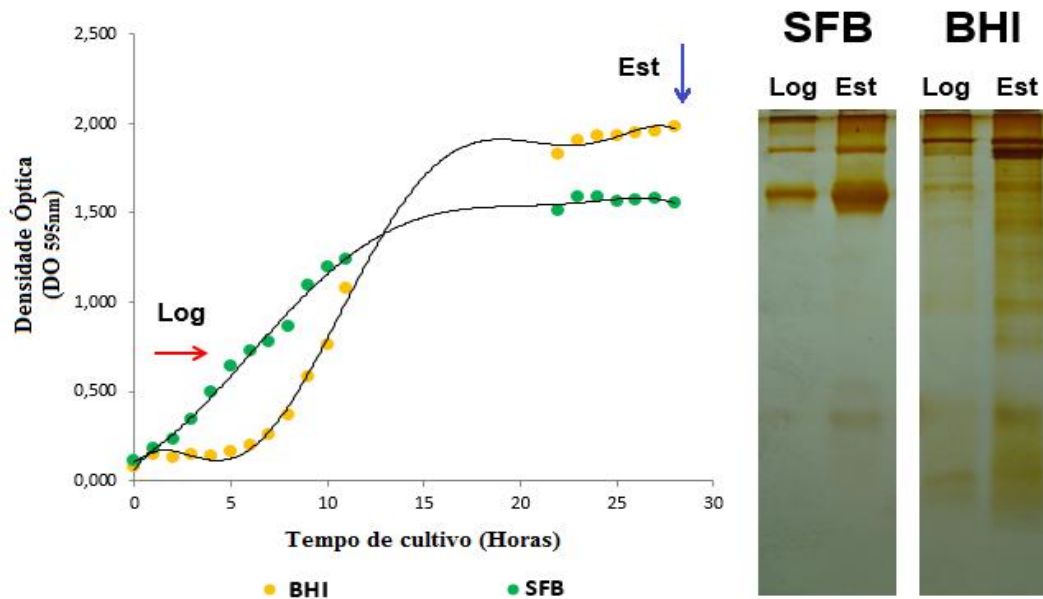 Densidade Óptica
(DO 595nm)
2,500
2,000
1,500
1,000
0,500
0,000
Log
Est
0 5 10 15 20 25 30
Tempo de cultivo (Horas)
BHI SFB
SFB BHI
Log Est Log Est